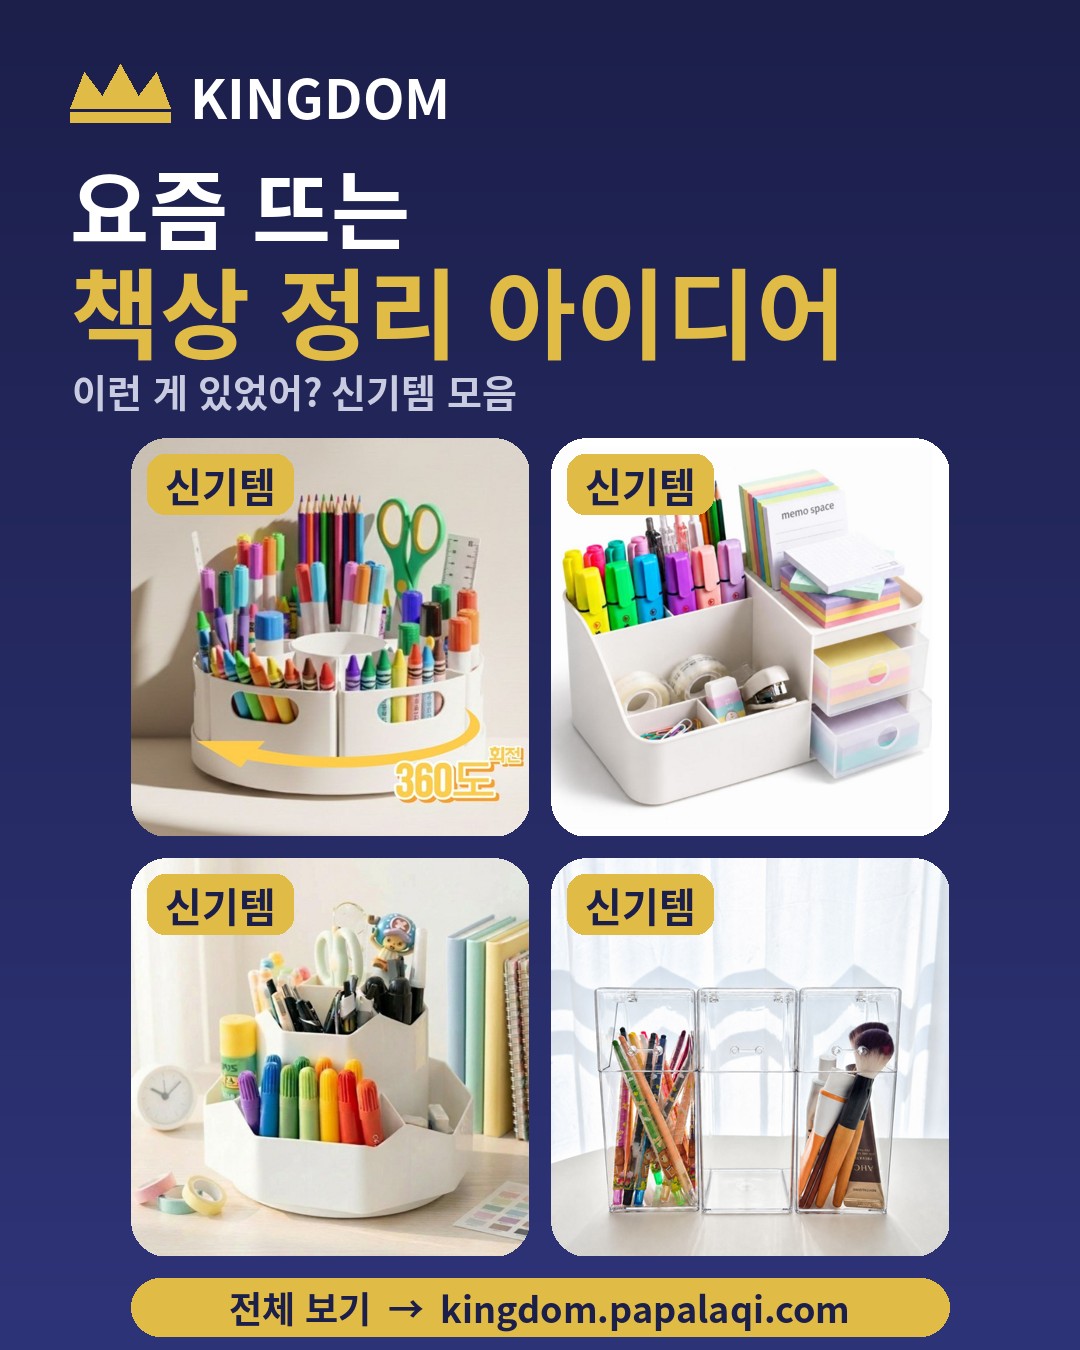 KINGDOM
요즘 뜨는
책상 정리 아이디어
이런 게 있었어? 신기템 모음
신기템
신기템
memo space
회전
360도
신기템
신기템
전체 보기 → kingdom.papalaqi.com